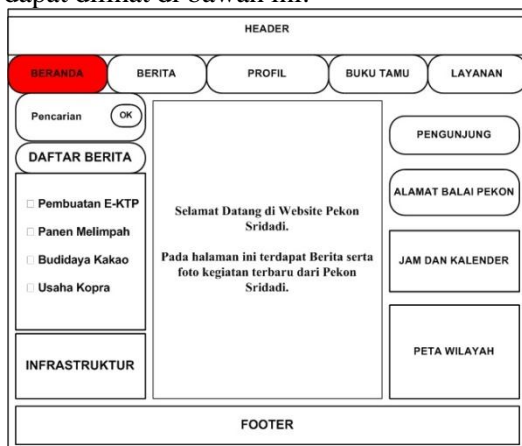 dapat dilihat di bawah ini:
HEADER
BERANDA
BERITA
PROFIL
BUKU TAMU
LAYANAN
Pencarian
OK
DAFTAR BERITA
Pembuatan E-KTP
Panen Melimpah
Budidaya Kakao
Usaha Kopra
INFRASTRUKTUR
Selamat Datang di Website Pekon
Sridadi.
Pada halaman ini terdapat Berita serta
foto kegiatan terbaru dari Pekon
Sridadi.
PENGUNJUNG
ALAMAT BALAI PEKON
JAM DAN KALENDER
PETA WILAYAH
FOOTER